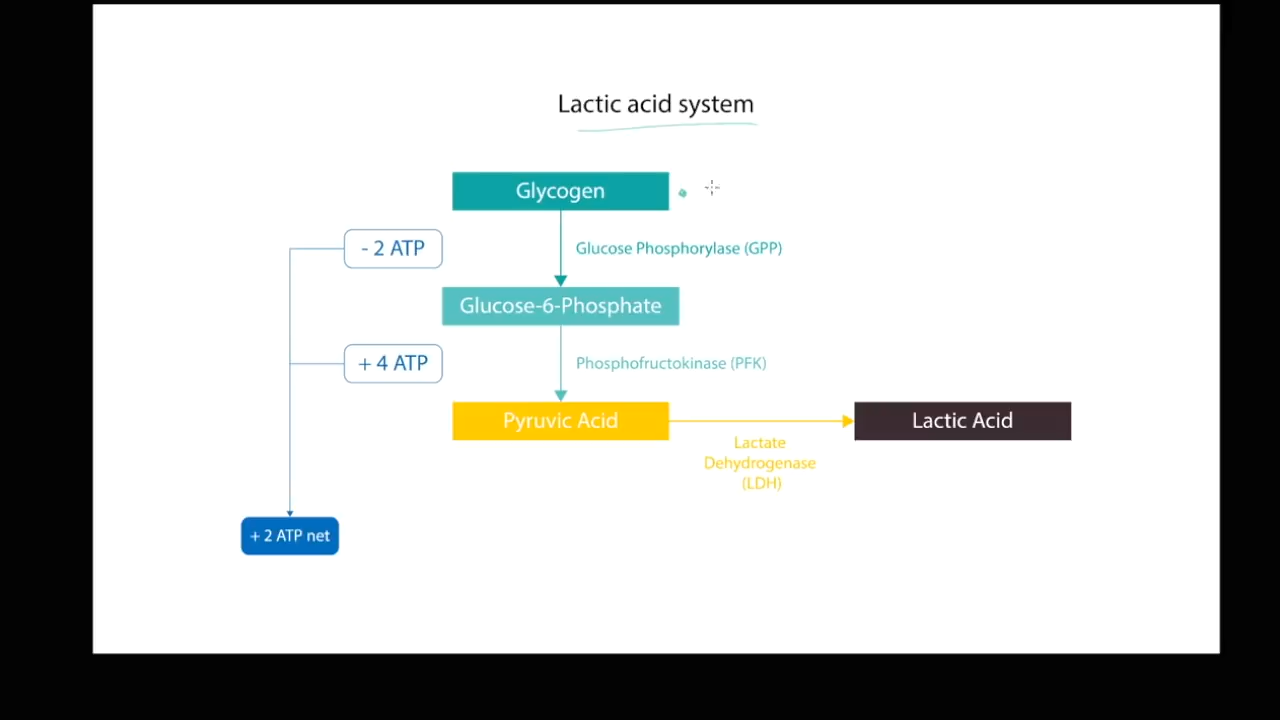 Lactic acid system
Glycogen
- 2 ATP
Glucose Phosphorylase (GPP)
Glucose-6-Phosphate
+ 4 ATP
Phosphofructokinase (PFK)
Pyruvic Acid
Lactic Acid
Lactate
Dehydrogenase
(LDH)
+ 2 ATP net